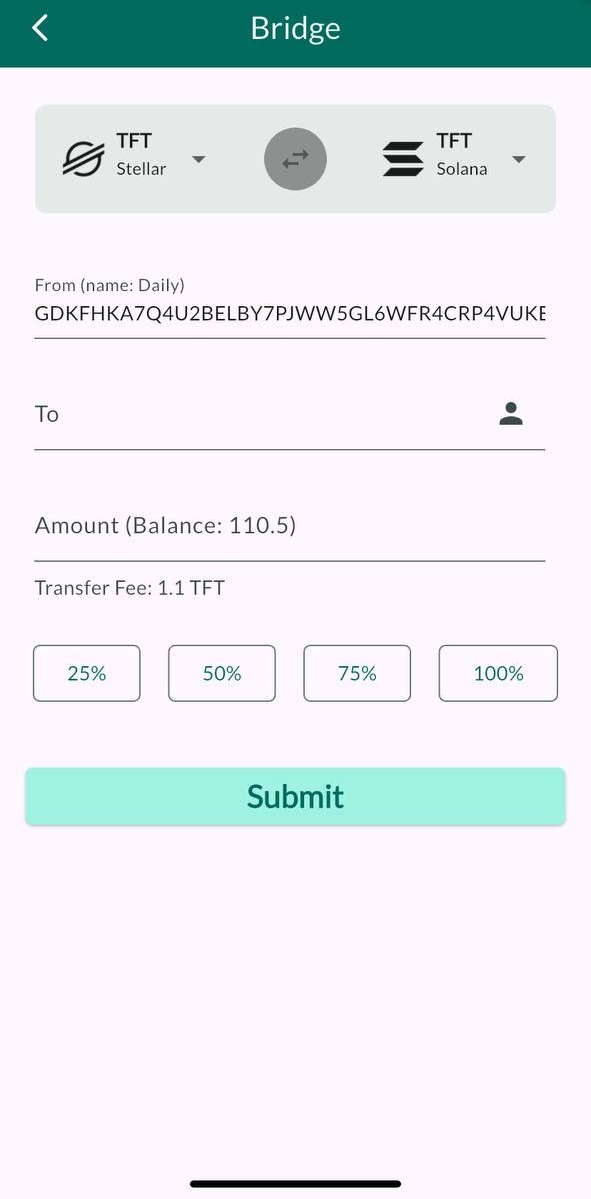 Bridge
TFT
Stellar
TFT
Solana
From (name: Daily)
GDKFHKA7Q4U2BELBY7PJWW5GL6WFR4CRP4VUKE
To
Amount (Balance: 110.5)
Transfer Fee: 1.1 TFT
25%
50%
75%
100%
Submit